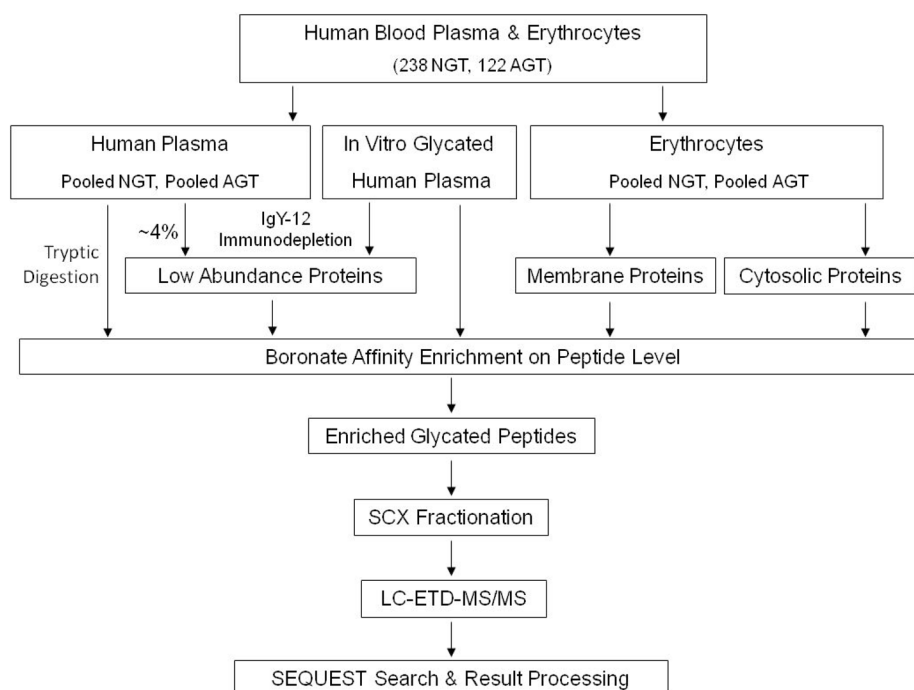 Human Blood Plasma & Erythrocytes
(238 NGT, 122 AGT)
Human Plasma
Pooled NGT, Pooled AGT
In Vitro Glycated
Human Plasma
Erythrocytes
Pooled NGT, Pooled AGT
Tryptic
Digestion
~4%
IgY-12
Immunodepletion
Low Abundance Proteins
Membrane Proteins
Cytosolic Proteins
Boronate Affinity Enrichment on Peptide Level
Enriched Glycated Peptides
SCX Fractionation
LC-ETD-MS/MS
SEQUEST Search & Result Processing